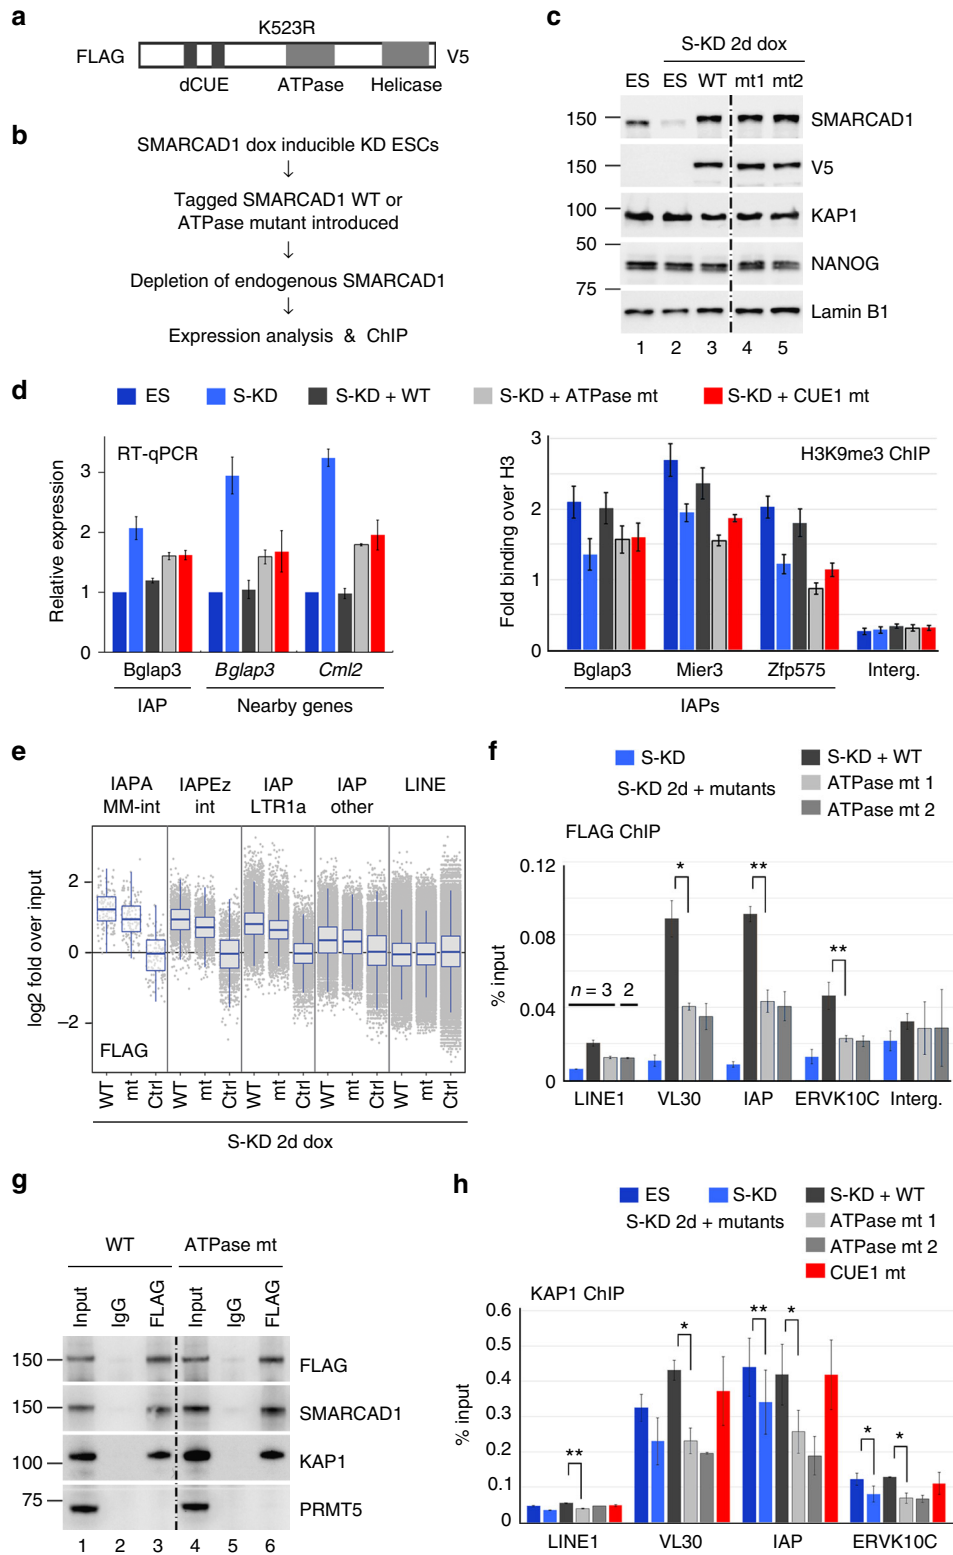 a
K523R
FLAG
V5
dCUE
ATPase
Helicase
b
SMARCAD1 dox inducible KD ESCs
↓
Tagged SMARCAD1 WT or
ATPase mutant introduced
↓
Depletion of endogenous SMARCAD1
↓
Expression analysis & ChIP
c
S-KD 2d dox
ES ES WT mt1 mt2
150 SMARCAD1
150 V5
100 KAP1
50
NANOG
75
Lamin B1
1 2 3 4 5
d
ES S-KD S-KD + WT S-KD + ATPase mt S-KD + CUE1 mt
RT-qPCR
Relative expression
3
2
1
0
Bglap3 Bglap3 Cml2
IAP Nearby genes
H3K9me3 ChIP
Fold binding over H3
3
2
1
0
Bglap3 Mier3 Zfp575 Interg.
IAPs
e
IAPA IAPEz IAP IAP LINE
MM-int int LTR1a other
log2 fold over input
2
0
−2
FLAG
WT mt Ctrl WT mt Ctrl WT mt Ctrl WT mt Ctrl WT mt Ctrl
S-KD 2d dox
f
S-KD S-KD + WT
S-KD 2d + mutants ATPase mt 1
ATPase mt 2
FLAG ChIP
% input
0.12
0.08
0.04
0
n = 3 2
* ** **
LINE1 VL30 IAP ERVK10C Interg.
g
WT ATPase mt
Input IgG FLAG Input IgG FLAG
150 FLAG
150 SMARCAD1
100 KAP1
75 PRMT5
1 2 3 4 5 6
h
ES S-KD S-KD + WT
S-KD 2d + mutants ATPase mt 1
ATPase mt 2
CUE1 mt
KAP1 ChIP
% input
0.6
0.5
0.4
0.3
0.2
0.1
0
** * ** * * *
LINE1 VL30 IAP ERVK10C